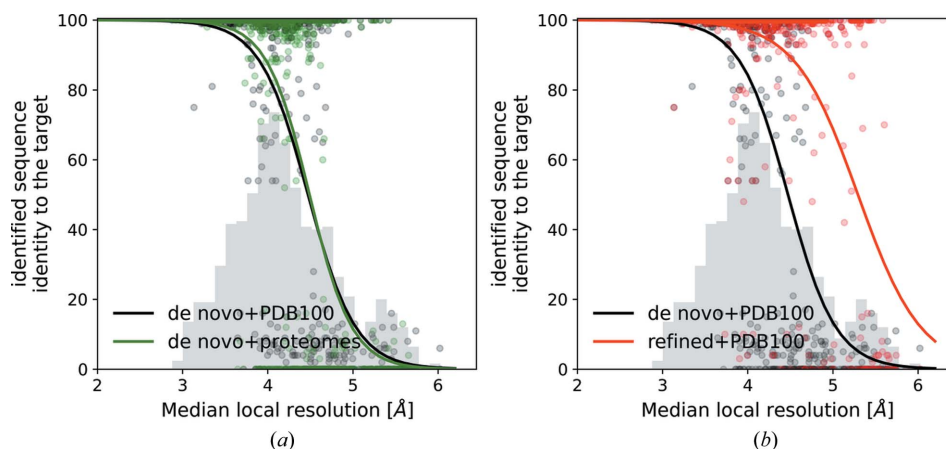 100
80
60
40
20
0
identified sequence
identity to the target
de novo+PDB100
de novo+proteomes
2 3 4 5 6
Median local resolution [Å]
(a)
100
80
60
40
20
0
identified sequence
identity to the target
de novo+PDB100
refined+PDB100
2 3 4 5 6
Median local resolution [Å]
(b)